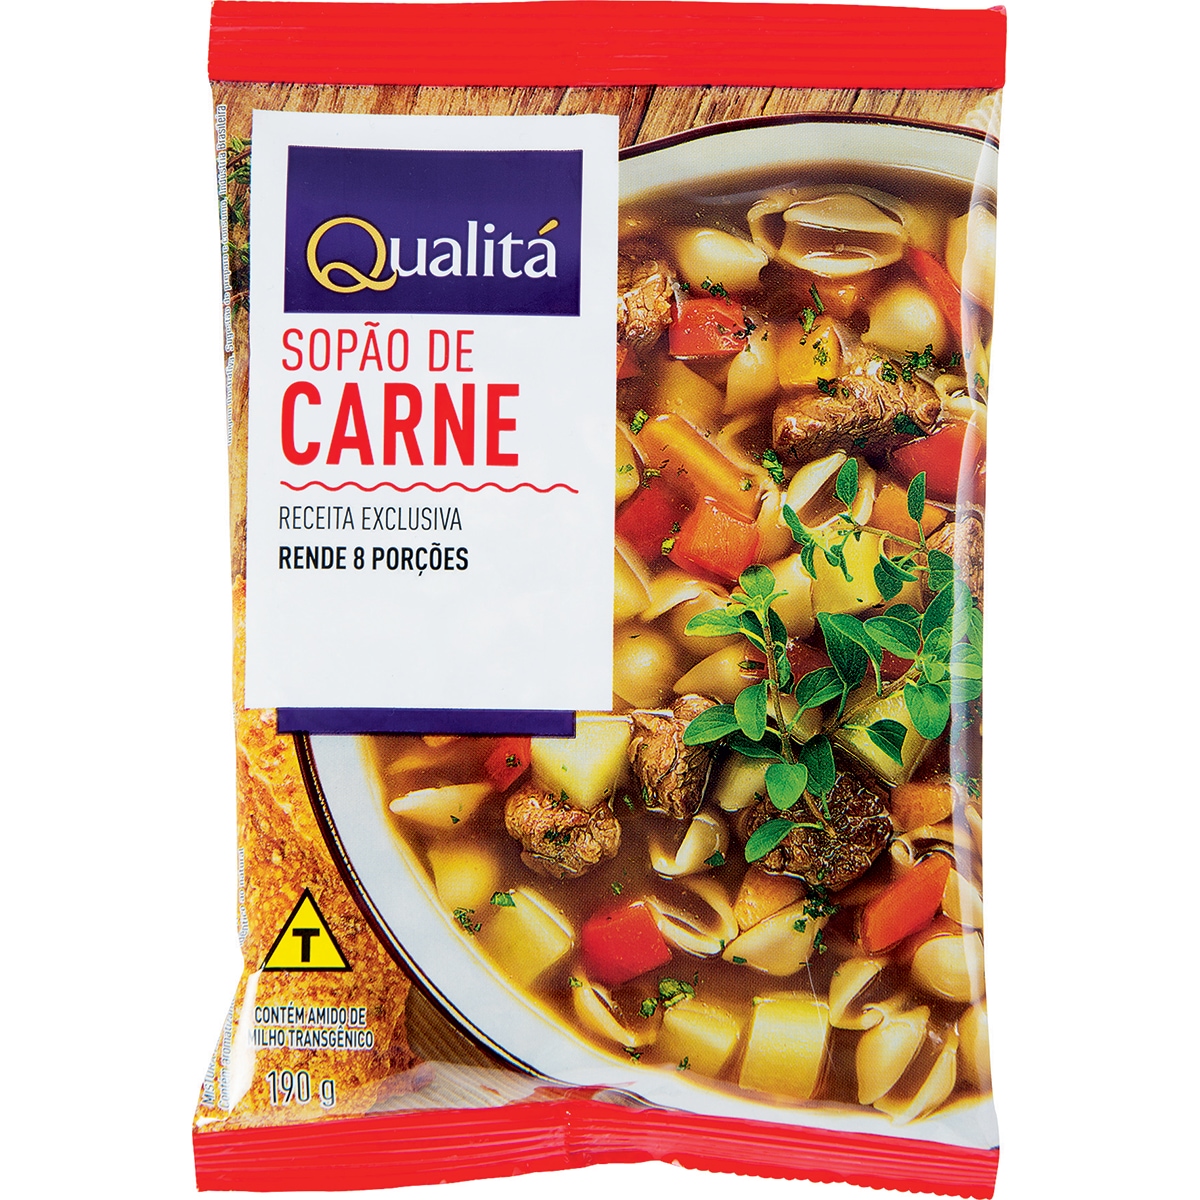 Qualitá
SOPÃO DE
CARNE
RECEITA EXCLUSIVA
RENDE 8 PORÇÕES
T
CONTÉM AMIDO DE
MILHO TRANSGÊNICO
190 g